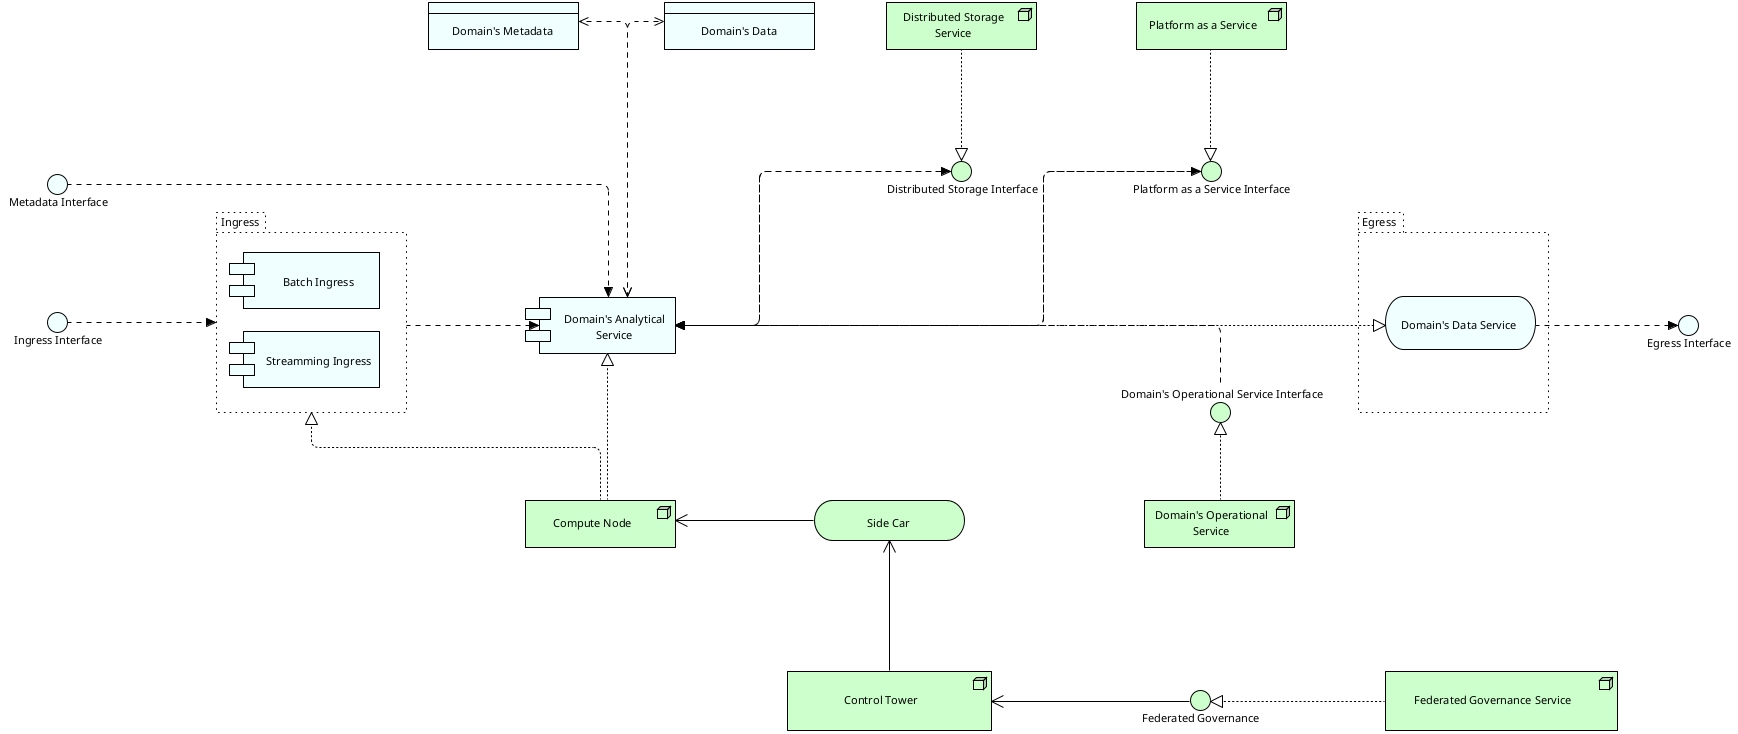 Domain's Metadata
Domain's Data
Distributed Storage
Service
Platform as a Service
Metadata Interface
Distributed Storage Interface
Platform as a Service Interface
Ingress
Egress
Batch Ingress
Ingress Interface
Streamming Ingress
Domain's Analytical
Service
Domain's Data Service
Egress Interface
Domain's Operational Service Interface
Compute Node
Side Car
Domain's Operational
Service
Control Tower
Federated Governance
Federated Governance Service